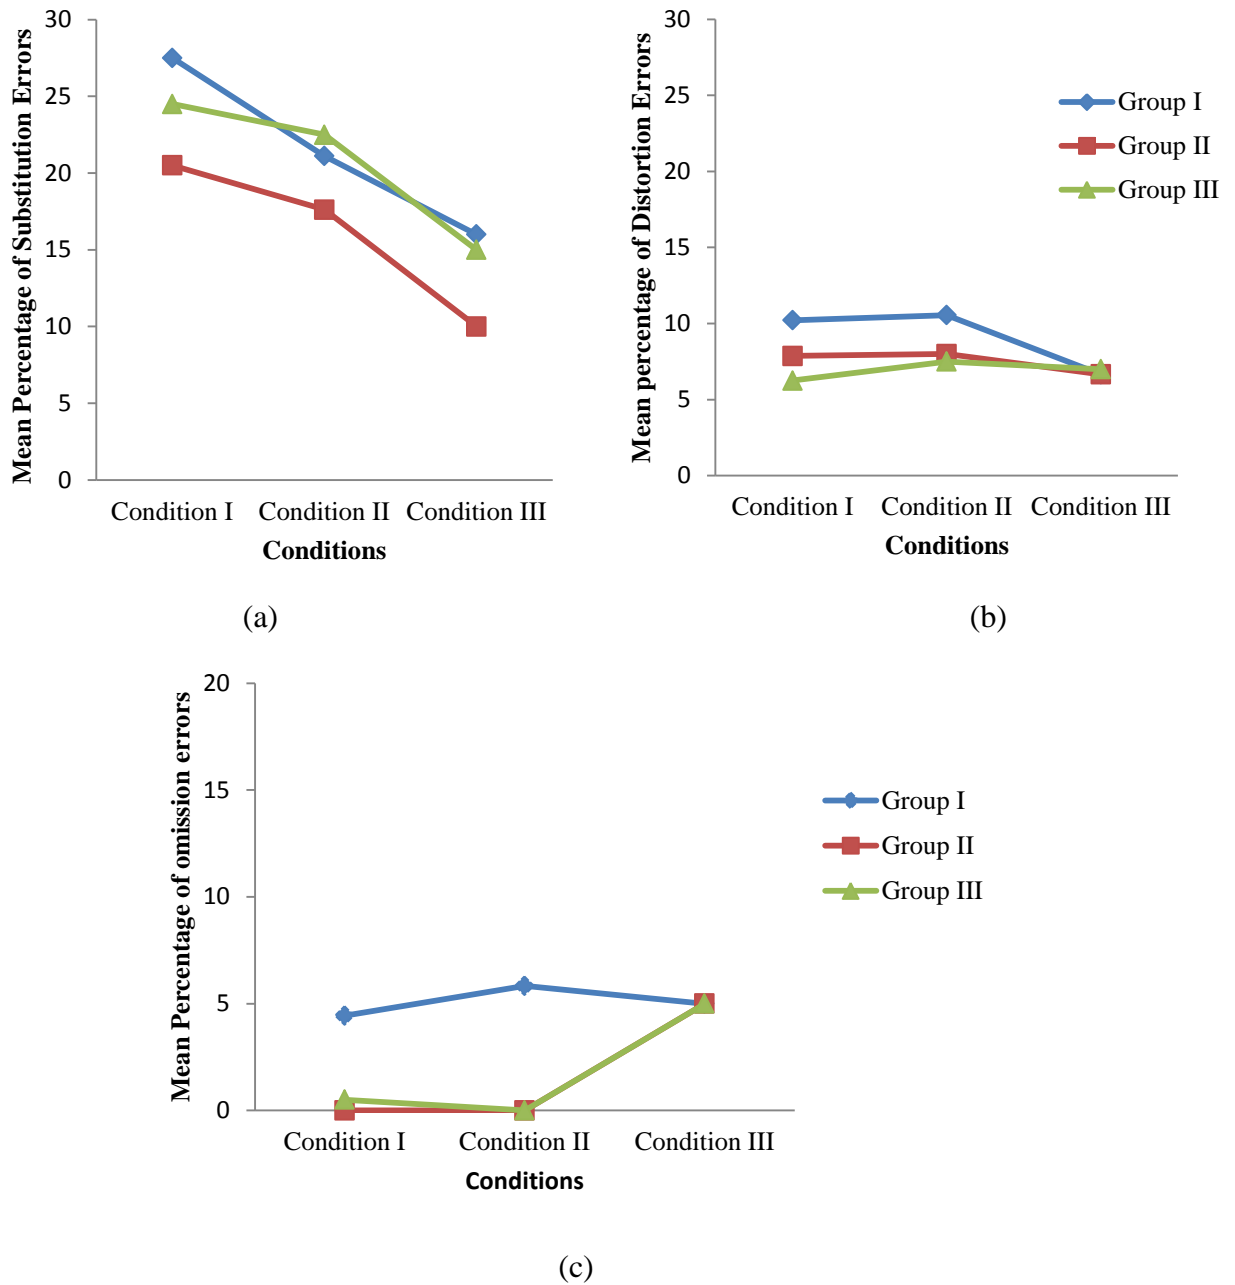 Mean Percentage of Substitution Errors
30
25
20
15
10
5
0
Condition I Condition II Condition III
Conditions
(a)
Mean percentage of Distortion Errors
30
25
20
15
10
5
0
Condition I Condition II Condition III
Conditions
Group I
Group II
Group III
(b)
Mean Percentage of omission errors
20
15
10
5
0
Condition I Condition II Condition III
Conditions
Group I
Group II
Group III
(c)